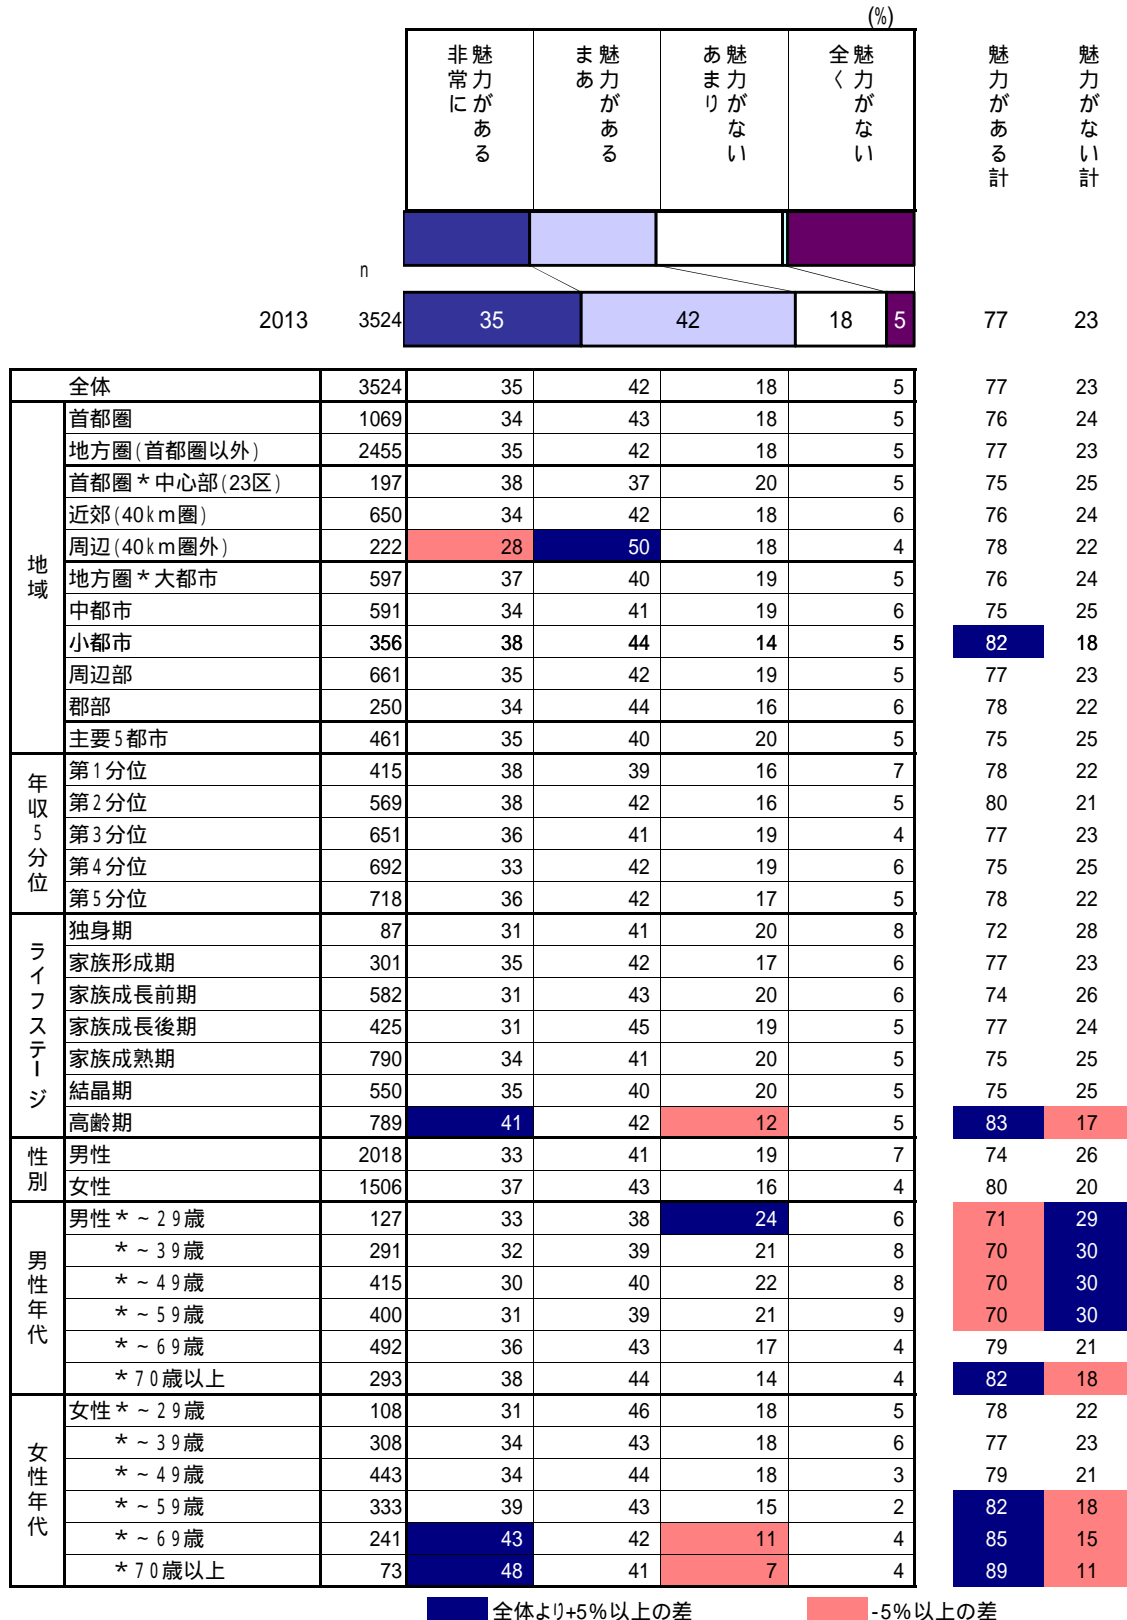 (%)
非常に魅力がある
まあ魅力がある
あまり魅力がない
全く魅力がない
魅力がある計
魅力がない計
n
2013 3524 35 42 18 5 77 23
全体 3524 35 42 18 5 77 23
地域
首都圏 1069 34 43 18 5 76 24
地方圏(首都圏以外) 2455 35 42 18 5 77 23
首都圏*中心部(23区) 197 38 37 20 5 75 25
近郊(40km圏) 650 34 42 18 6 76 24
周辺(40km圏外) 222 28 50 18 4 78 22
地方圏*大都市 597 37 40 19 5 76 24
中都市 591 34 41 19 6 75 25
小都市 356 38 44 14 5 82 18
周辺部 661 35 42 19 5 77 23
郡部 250 34 44 16 6 78 22
主要5都市 461 35 40 20 5 75 25
年収5分位
第1分位 415 38 39 16 7 78 22
第2分位 569 38 42 16 5 80 21
第3分位 651 36 41 19 4 77 23
第4分位 692 33 42 19 6 75 25
第5分位 718 36 42 17 5 78 22
ライフステージ
独身期 87 31 41 20 8 72 28
家族形成期 301 35 42 17 6 77 23
家族成長前期 582 31 43 20 6 74 26
家族成長後期 425 31 45 19 5 77 24
家族成熟期 790 34 41 20 5 75 25
結晶期 550 35 40 20 5 75 25
高齢期 789 41 42 12 5 83 17
性別
男性 2018 33 41 19 7 74 26
女性 1506 37 43 16 4 80 20
男性年代
男性*~29歳 127 33 38 24 6 71 29
*~39歳 291 32 39 21 8 70 30
*~49歳 415 30 40 22 8 70 30
*~59歳 400 31 39 21 9 70 30
*~69歳 492 36 43 17 4 79 21
*70歳以上 293 38 44 14 4 82 18
女性年代
女性*~29歳 108 31 46 18 5 78 22
*~39歳 308 34 43 18 6 77 23
*~49歳 443 34 44 18 3 79 21
*~59歳 333 39 43 15 2 82 18
*~69歳 241 43 42 11 4 85 15
*70歳以上 73 48 41 7 4 89 11
全体より+5%以上の差 -5%以上の差